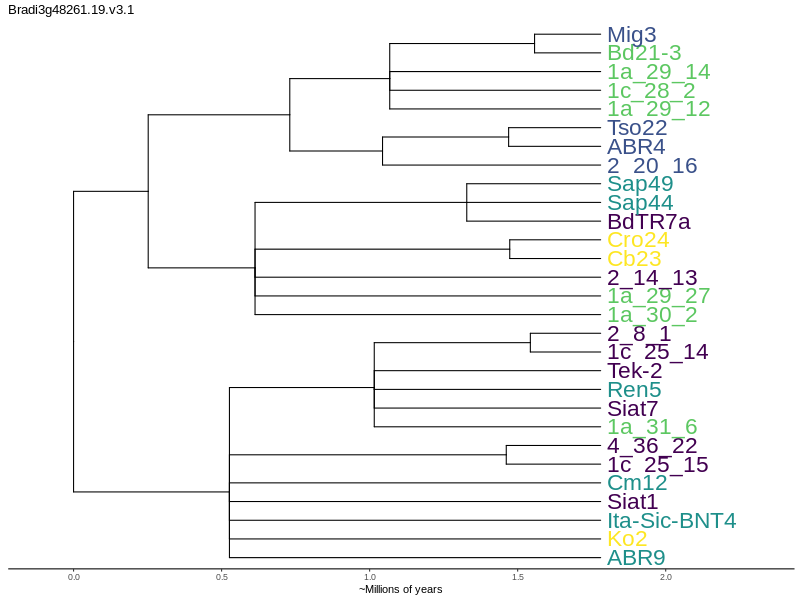 Bradi3g48261.19.v3.1
Mig3
Bd21-3
1a_29_14
1c_28_2
1a_29_12
Tso22
ABR4
2_20_16
Sap49
Sap44
BdTR7a
Cro24
Cb23
2_14_13
1a_29_27
1a_30_2
2_8_1
1c_25_14
Tek-2
Ren5
Siat7
1a_31_6
4_36_22
1c_25_15
Cm12
Siat1
Ita-Sic-BNT4
Ko2
ABR9
0.0 0.5 1.0 1.5 2.0
~Millions of years